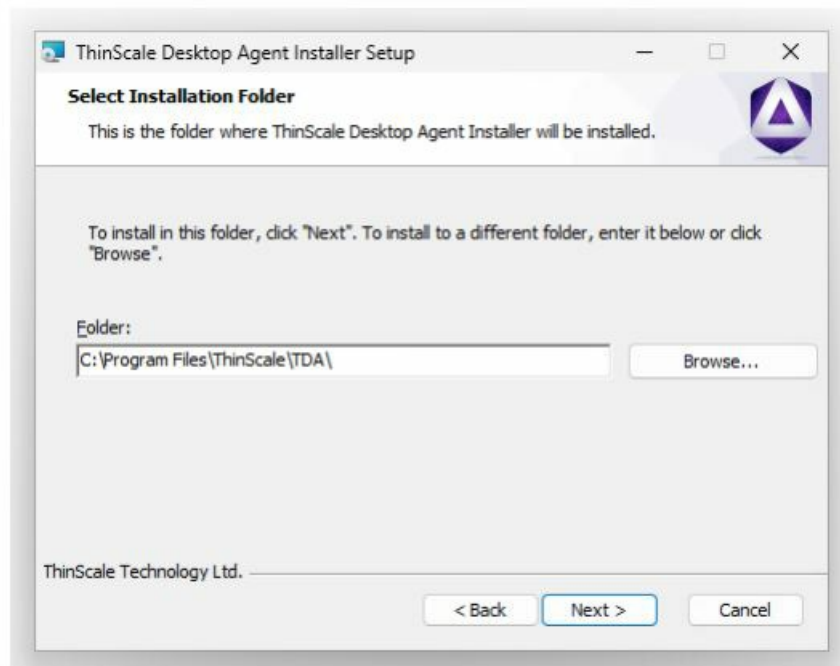 ThinScale Desktop Agent Installer Setup
Select Installation Folder
This is the folder where ThinScale Desktop Agent Installer will be installed.
To install in this folder, click "Next". To install to a different folder, enter it below or click
"Browse".
Folder:
C:\Program Files\ThinScale\TDA\
Browse...
ThinScale Technology Ltd.
< Back
Next >
Cancel